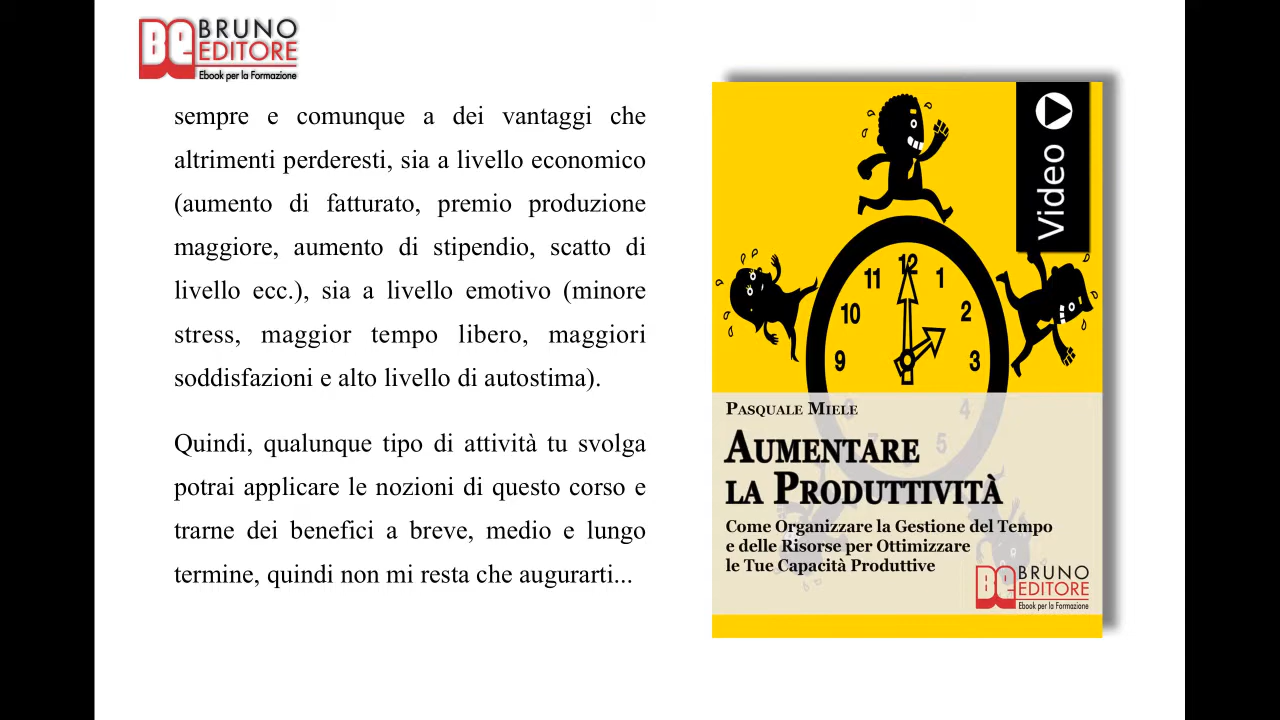 BRUNO
EDITORE
Ebook per la Formazione
sempre e comunque a dei vantaggi che
altrimenti perderesti, sia a livello economico
(aumento di fatturato, premio produzione
maggiore, aumento di stipendio, scatto di
livello ecc.), sia a livello emotivo (minore
stress, maggior tempo libero, maggiori
soddisfazioni e alto livello di autostima).
Quindi, qualunque tipo di attività tu svolga
potrai applicare le nozioni di questo corso e
trarne dei benefici a breve, medio e lungo
termine, quindi non mi resta che augurarti...
Video
12
11
1
10
2
9
3
4
5
PASQUALE MIELE
AUMENTARE
LA PRODUTTIVITÀ
Come Organizzare la Gestione del Tempo
e delle Risorse per Ottimizzare
le Tue Capacità Produttive
BRUNO
EDITORE
Ebook per la Formazione